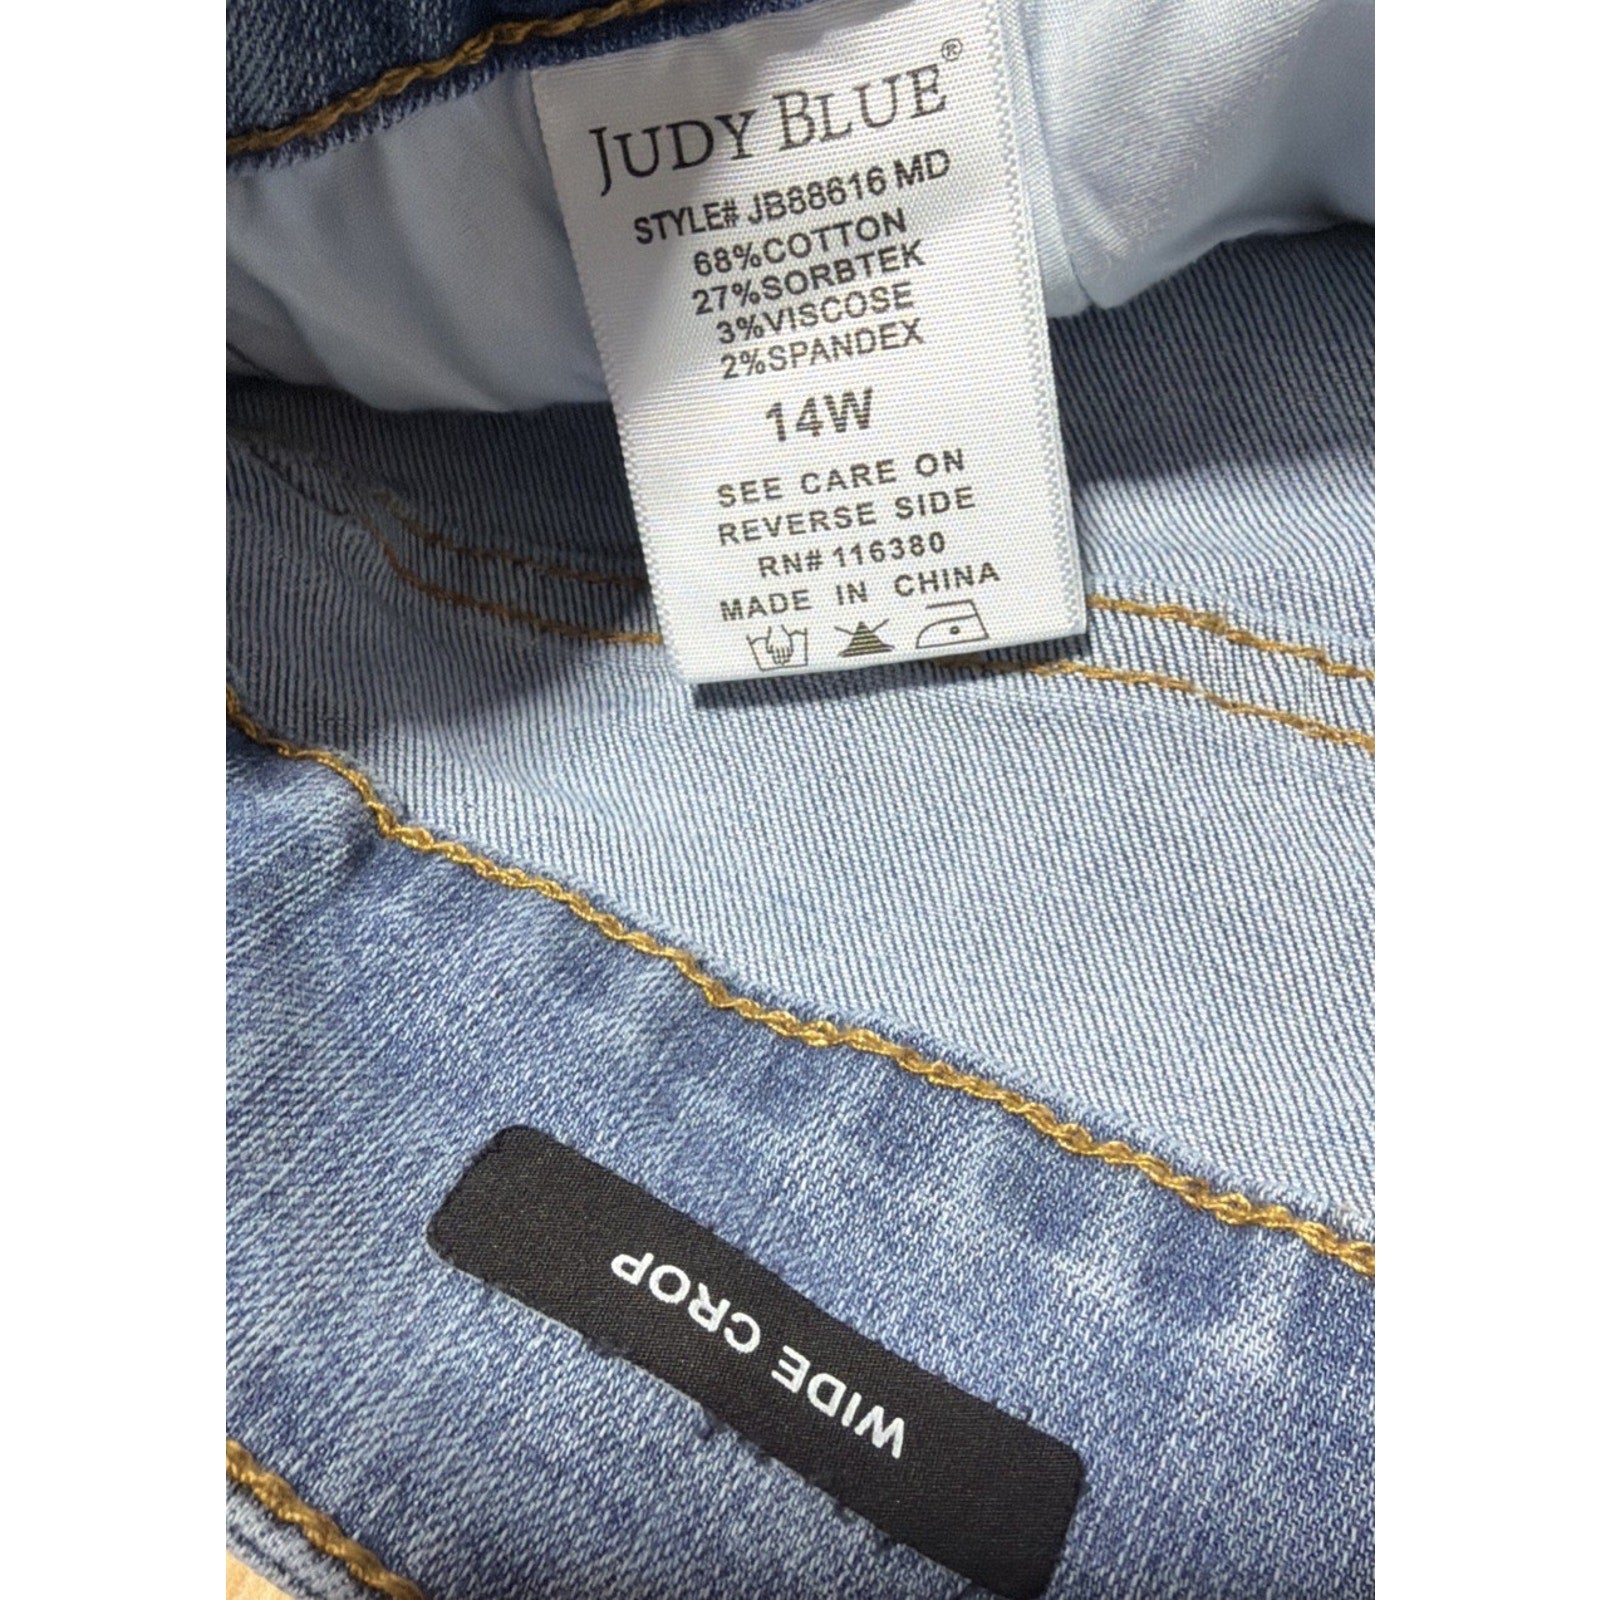 JUDY BLUE®
STYLE# JB88616 MD
68%COTTON
27%SORBTEK
3%VISCOSE
2%SPANDEX
14W
SEE CARE ON
REVERSE SIDE
RN# 116380
MADE IN CHINA
WIDE CROP